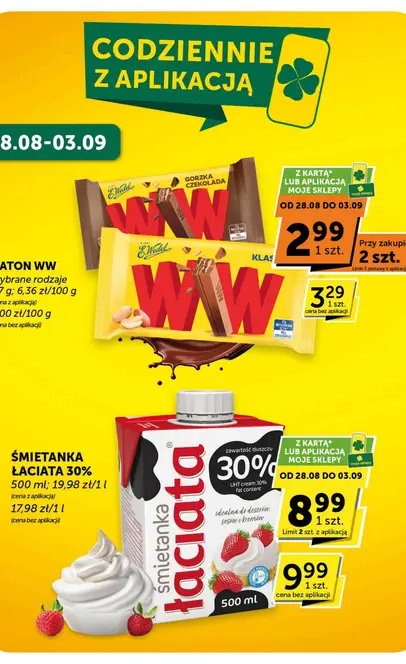 CODZIENNIE
Z APLIKACJĄ
8.08-03.09
E.Wedel
GORZKA
CZEKOLADA
WW
E.Wedel
KLAS
WW
Z KARTĄ*
LUB APLIKACJĄ
MOJE SKLEPY
OD 28.08 DO 03.09
2.99
1 szt.
Przy zakupi
2 szt.
3.29
1 szt.
cena bez aplikacji
ATON WW
ybrane rodzaje
7 g; 6,36 zł/100 g
na z aplikacją)
00 zł/100 g
na bez aplikacji)
ŚMIETANKA
ŁACIATA 30%
500 ml; 19,98 zł/1 l
(cena z aplikacją)
17,98 zł/1 l
(cena bez aplikacji)
śmietanka
łaciata
zawartość tłuszczu
30%
UHT cream 30%
fat content
idealna do deserów,
sosów i kremów
500 ml
Z KARTĄ*
LUB APLIKACJĄ
MOJE SKLEPY
OD 28.08 DO 03.09
8.99
1 szt.
Limit 2 szt. z aplikacją
9.99
1 szt.
cena bez aplikacji